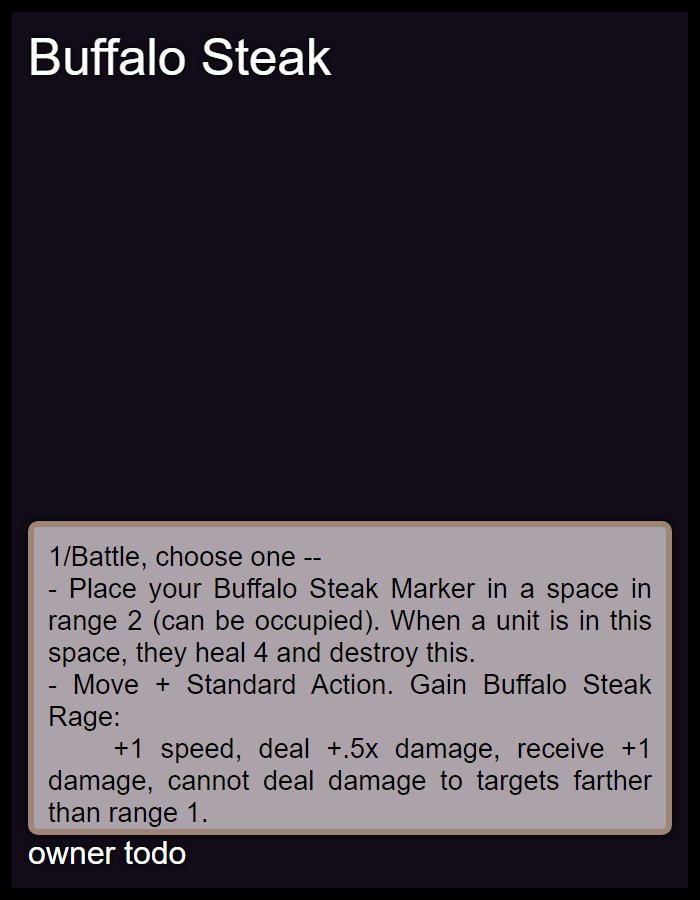 Buffalo Steak
1/Battle, choose one --
- Place your Buffalo Steak Marker in a space in
range 2 (can be occupied). When a unit is in this
space, they heal 4 and destroy this.
- Move + Standard Action. Gain Buffalo Steak
Rage:
+1 speed, deal +.5x damage, receive +1
damage, cannot deal damage to targets farther
than range 1.
owner todo